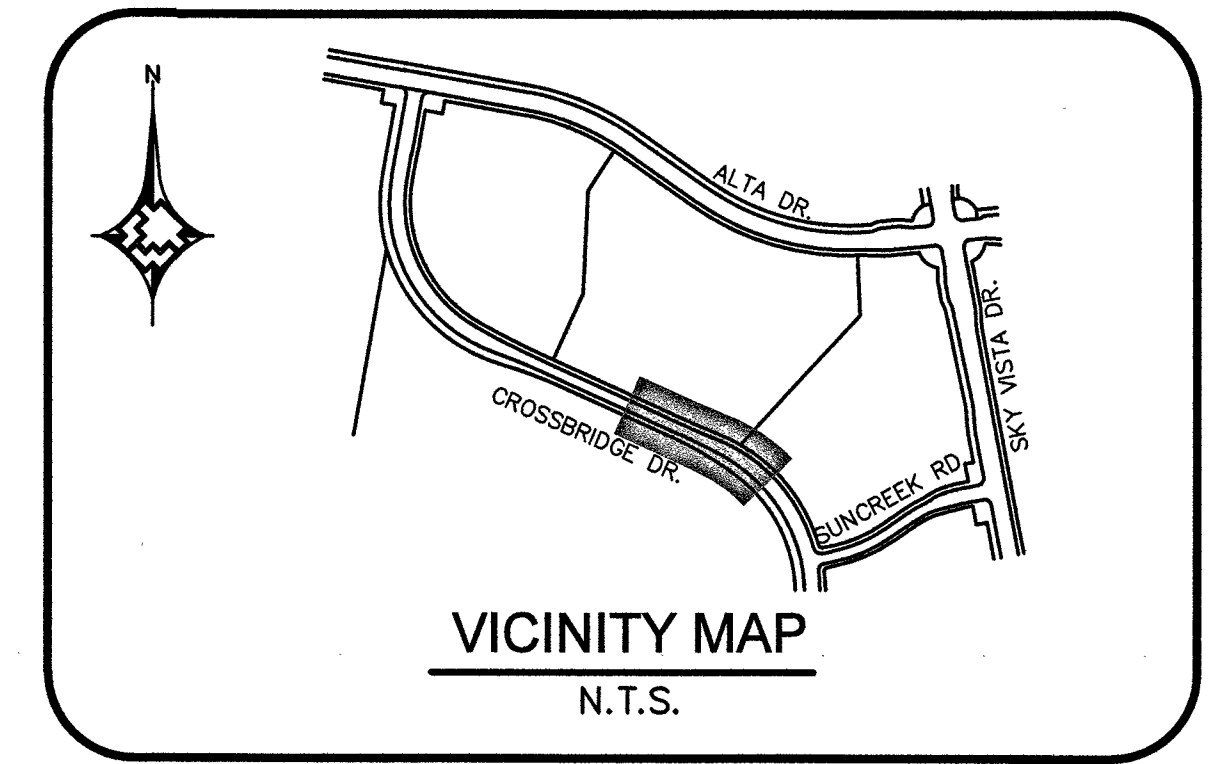 N
ALTA DR.
SKY VISTA DR.
CROSSBRIDGE DR.
SUNCREEK RD.
VICINITY MAP
N.T.S.